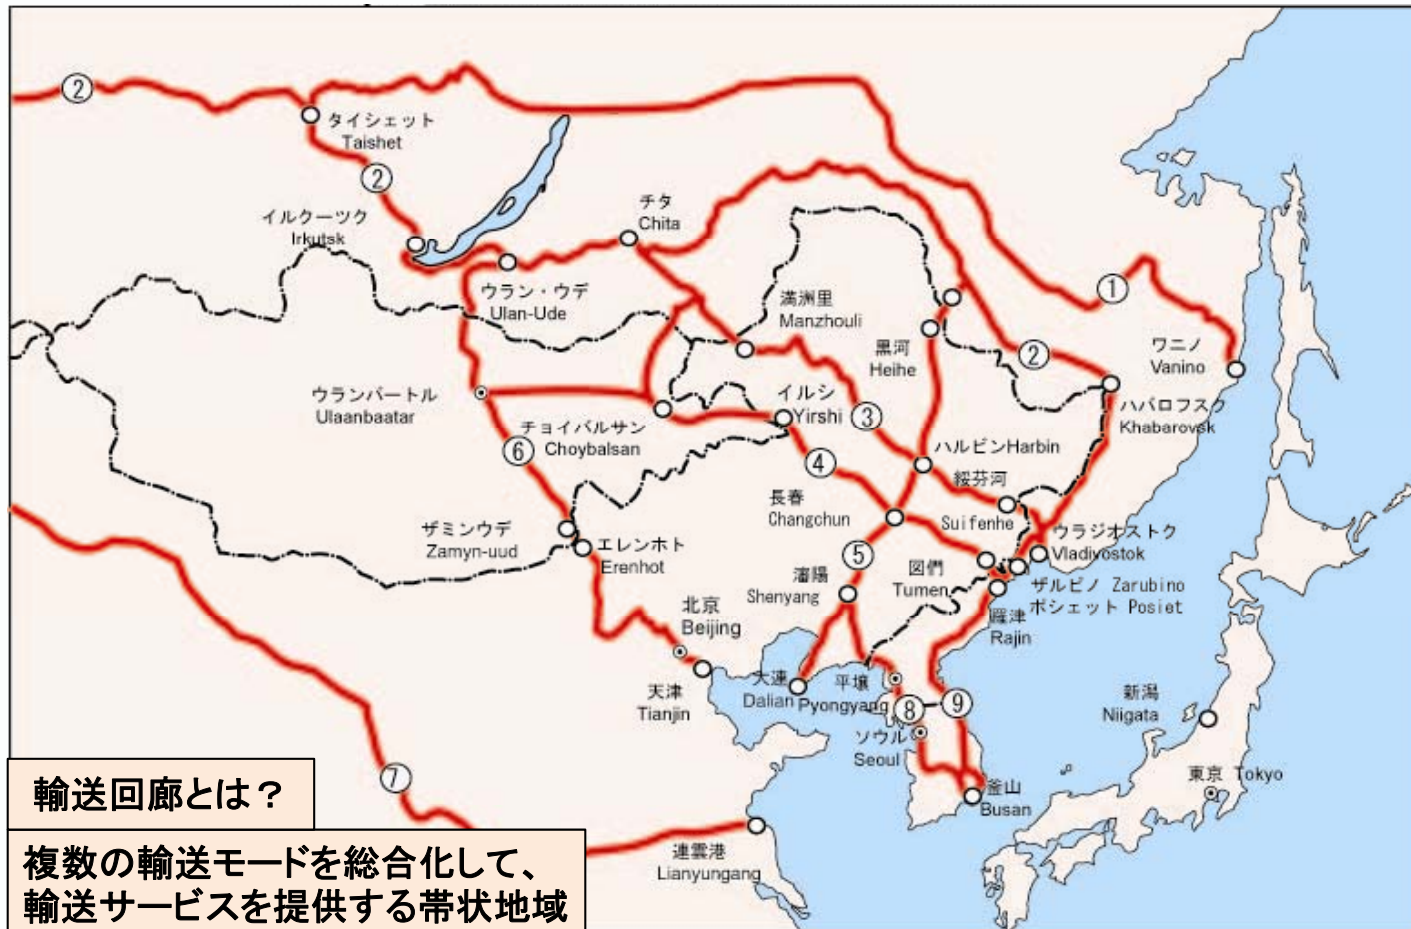 ②
タイシェット
Taishet
②
イルクーツク
Irkutsk
チタ
Chita
ウラン・ウデ
Ulan-Ude
満洲里
Manzhouli
黒河
Heihe
①
②
ワニノ
Vanino
ハバロフスク
Khabarovsk
ウランバートル
Ulaanbaatar
チョイバルサン
Choybalsan
イルシ
Yirshi
③
⑥
④
ハルビンHarbin
綏芬河
Suifenhe
長春
Changchun
ザミンウデ
Zamyn-uud
エレンホト
Erenhot
⑤
瀋陽
Shenyang
図們
Tumen
ウラジオストク
Vladivostok
ザルビノ Zarubino
ポシェット Posiet
羅津
Rajin
北京
Beijing
天津
Tianjin
大連
Dalian
平壌
Pyongyang
⑧
⑨
ソウル
Seoul
新潟
Niigata
東京 Tokyo
釜山
Busan
⑦
連雲港
Lianyungang
輸送回廊とは？
複数の輸送モードを総合化して、
輸送サービスを提供する帯状地域